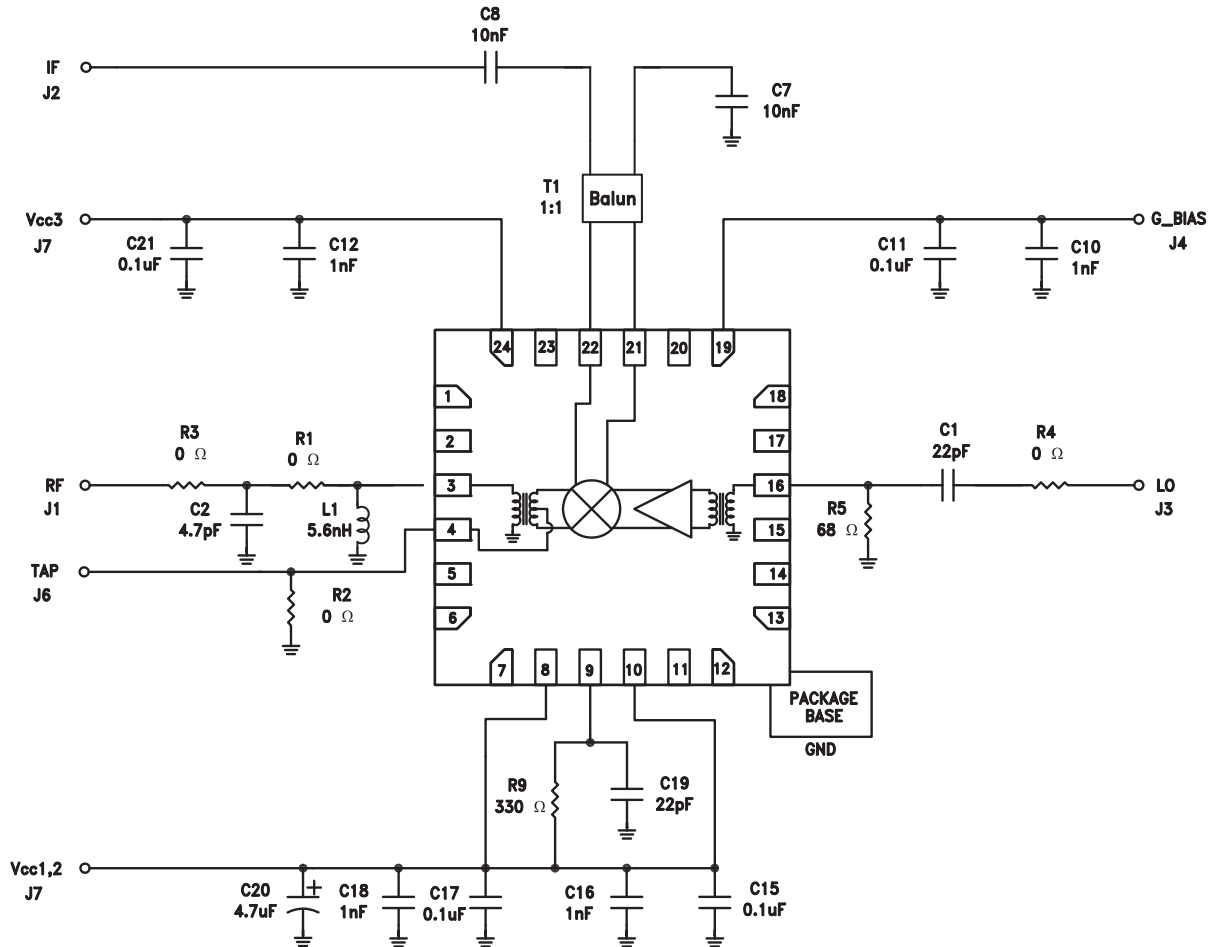 C8
10nF
IF
J2
C7
10nF
T1
1:1
Balun
Vcc3
J7
C21
0.1uF
C12
1nF
C11
0.1uF
C10
1nF
G_BIAS
J4
24
23
22
21
20
19
1
2
3
4
5
6
18
17
16
15
14
13
7
8
9
10
11
12
R3
0 Ω
R1
0 Ω
RF
J1
C2
4.7pF
L1
5.6nH
TAP
J6
R2
0 Ω
C1
22pF
R4
0 Ω
LO
J3
R5
68 Ω
PACKAGE
BASE
GND
R9
330 Ω
C19
22pF
Vcc1,2
J7
C20
4.7uF
+
C18
1nF
C17
0.1uF
C16
1nF
C15
0.1uF